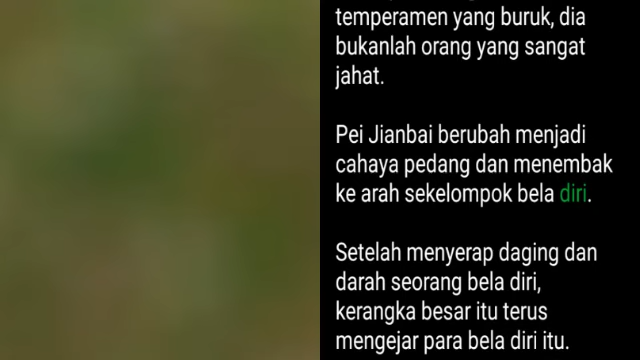 temperamen yang buruk, dia
bukanlah orang yang sangat
jahat.
Pei Jianbai berubah menjadi
cahaya pedang dan menembak
ke arah sekelompok bela diri.
Setelah menyerap daging dan
darah seorang bela diri,
kerangka besar itu terus
mengejar para bela diri itu.